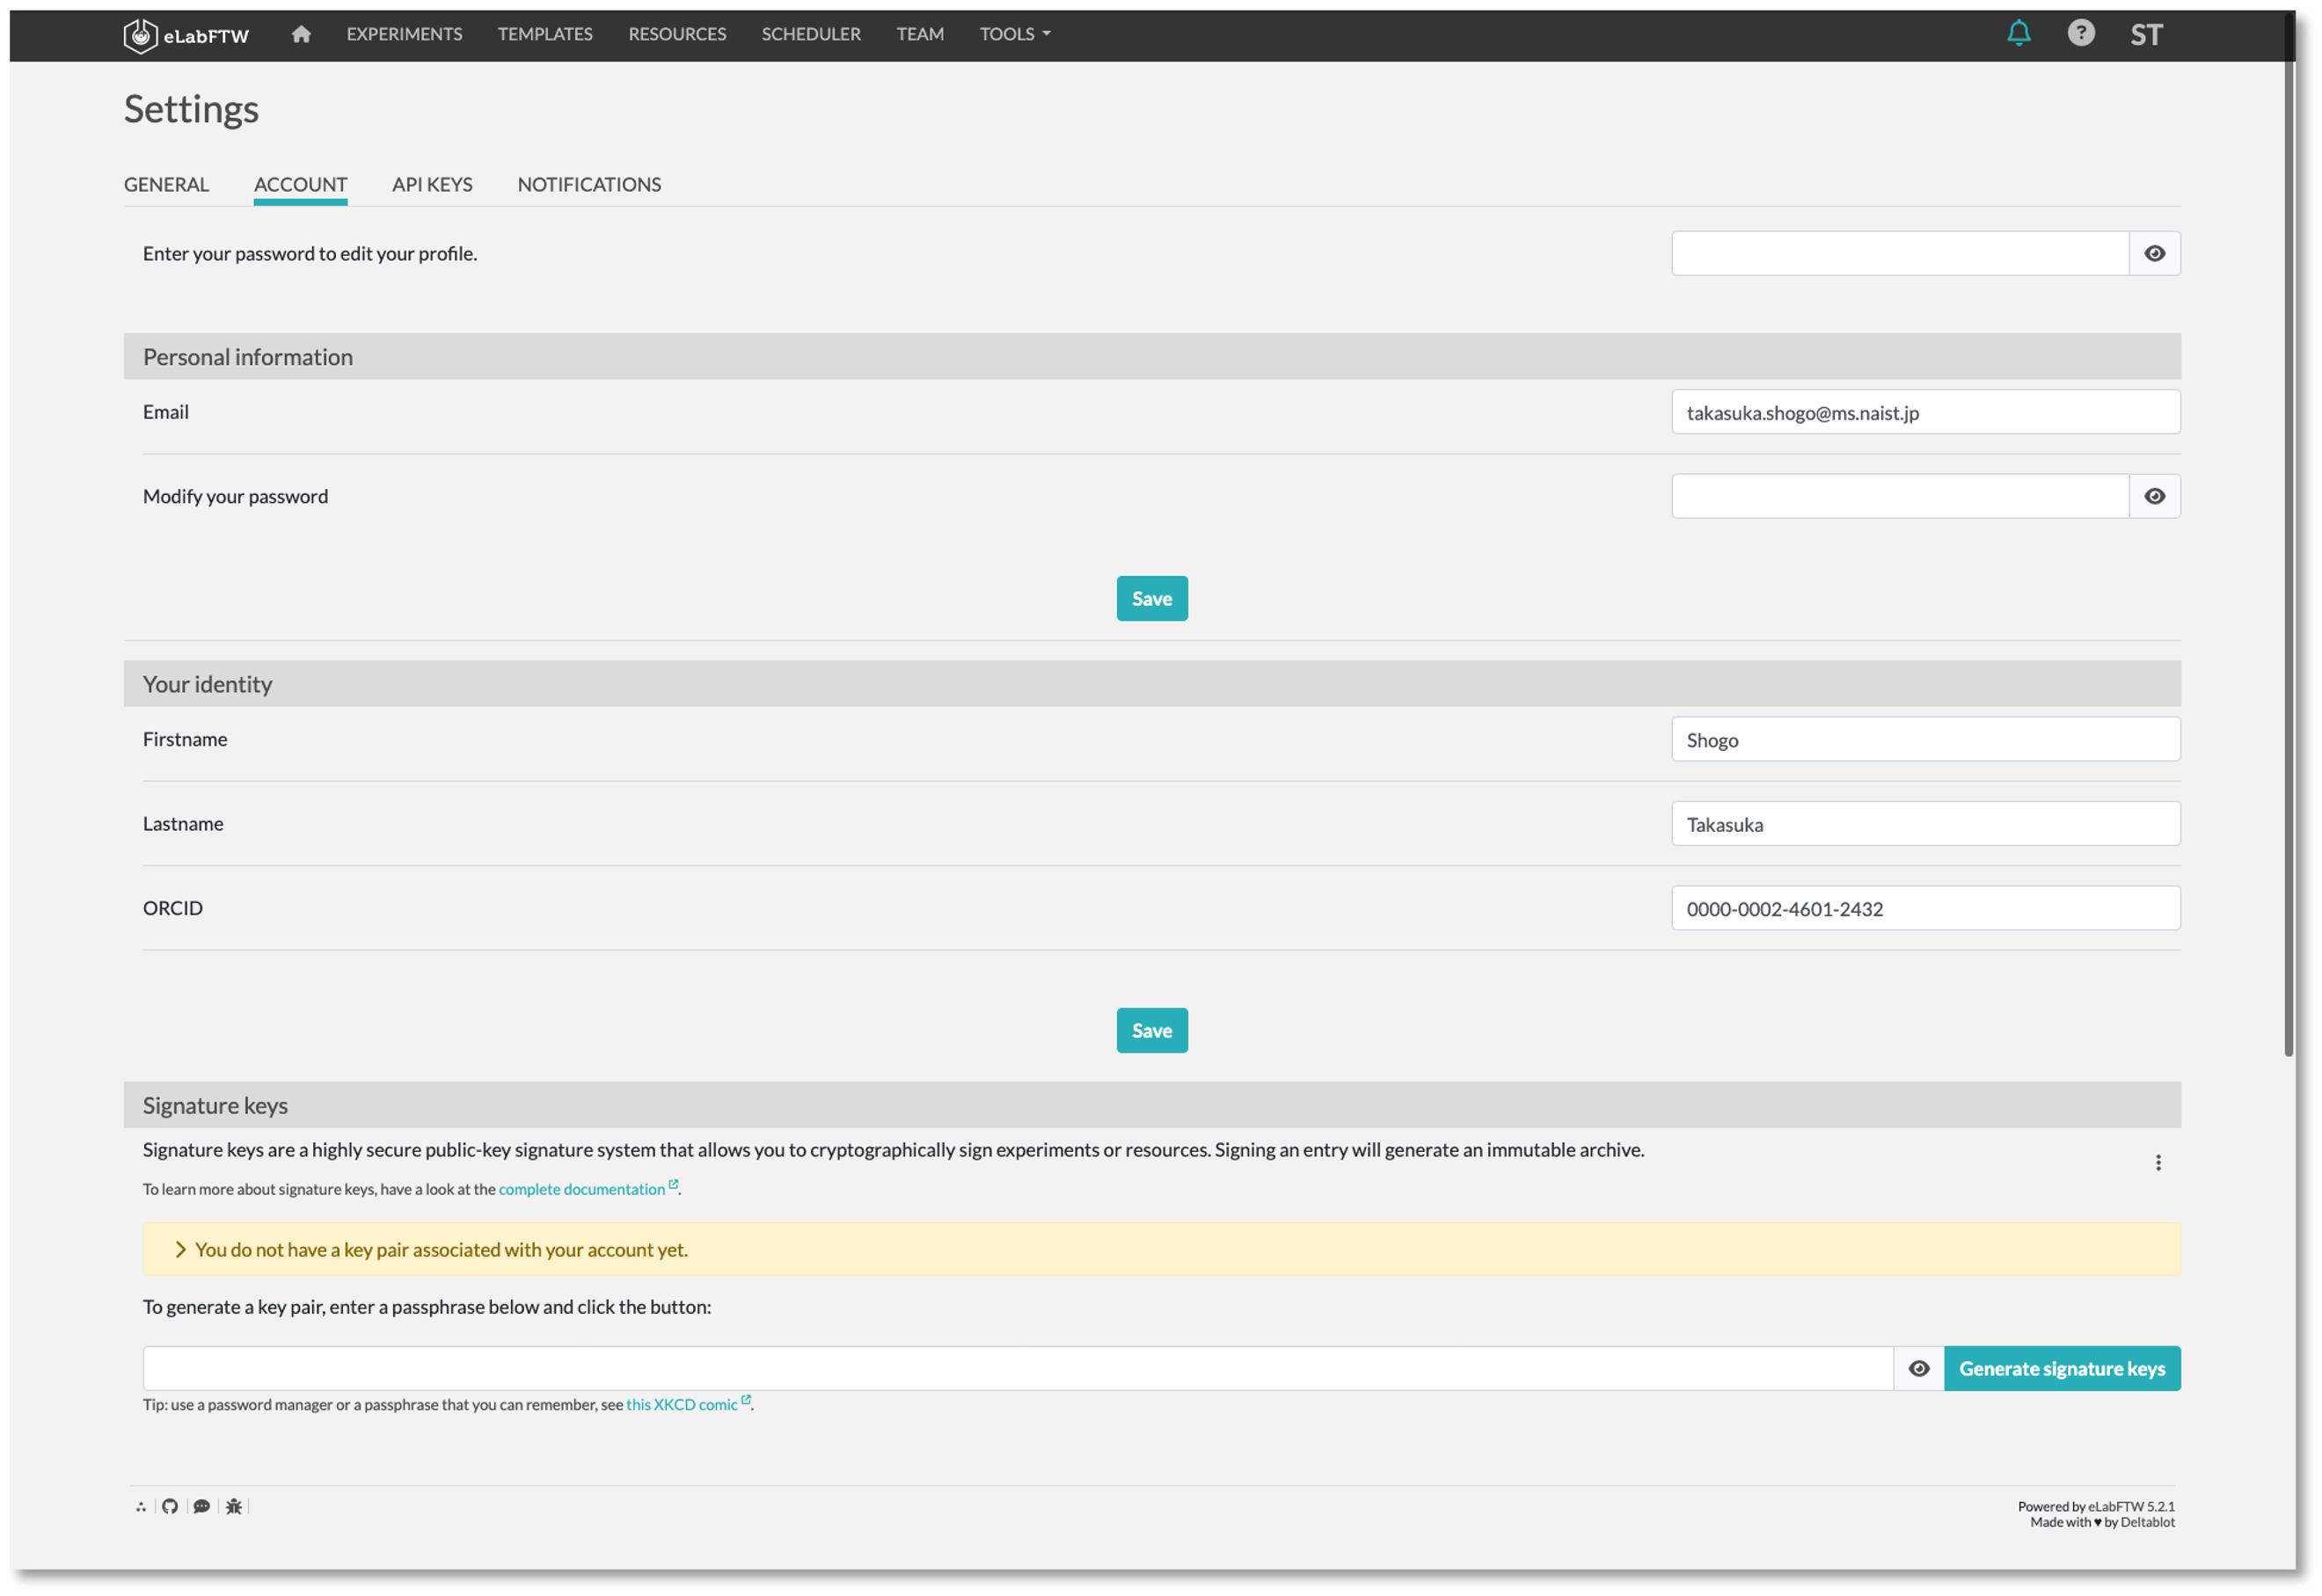 eLabFTW EXPERIMENTS TEMPLATES RESOURCES SCHEDULER TEAM TOOLS ? ST
Settings
GENERAL ACCOUNT API KEYS NOTIFICATIONS
Enter your password to edit your profile.
Personal information
Email takasuka.shogo@ms.naist.jp
Modify your password
Save
Your identity
Firstname Shogo
Lastname Takasuka
ORCID 0000-0002-4601-2432
Save
Signature keys
Signature keys are a highly secure public-key signature system that allows you to cryptographically sign experiments or resources. Signing an entry will generate an immutable archive.
To learn more about signature keys, have a look at the complete documentation.
You do not have a key pair associated with your account yet.
To generate a key pair, enter a passphrase below and click the button:
Generate signature keys
Tip: use a password manager or a passphrase that you can remember, see this XKCD comic.
Powered by eLabFTW 5.2.1
Made with ♥ by Deltablot